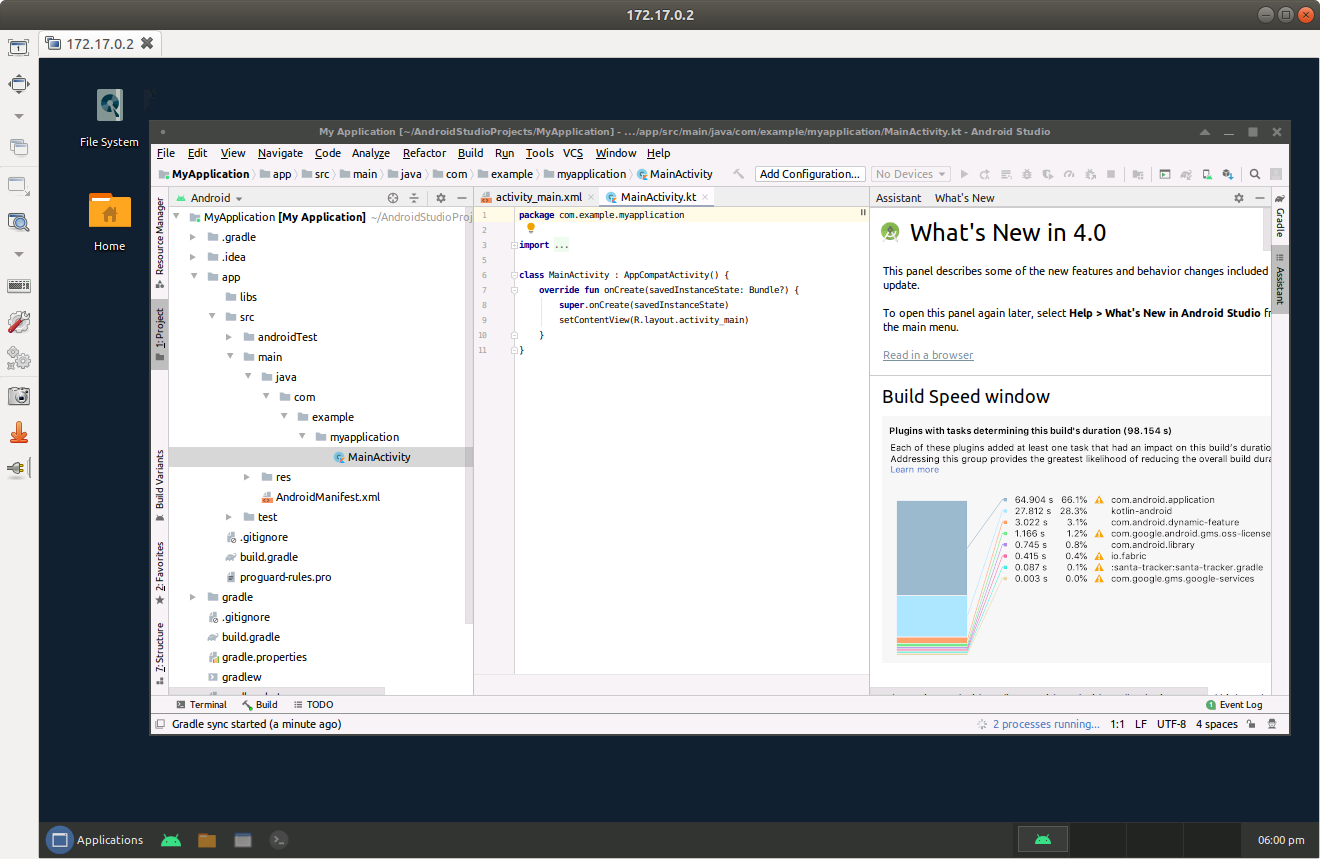 172.17.0.2
172.17.0.2
File System
Home
My Application [~/AndroidStudioProjects/MyApplication] - .../app/src/main/java/com/example/myapplication/MainActivity.kt - Android Studio
File Edit View Navigate Code Analyze Refactor Build Run Tools VCS Window Help
MyApplication app src main java com example myapplication MainActivity Add Configuration... No Devices
Resource Manager
1: Project
Build Variants
2: Favorites
7: Structure
Android
MyApplication [My Application] ~/AndroidStudioProj
.gradle
.idea
app
libs
src
androidTest
main
java
com
example
myapplication
MainActivity
res
AndroidManifest.xml
test
.gitignore
build.gradle
proguard-rules.pro
gradle
.gitignore
build.gradle
gradle.properties
gradlew
activity_main.xml MainActivity.kt
1 package com.example.myapplication
2
3 import ...
5
6 class MainActivity : AppCompatActivity() {
7 override fun onCreate(savedInstanceState: Bundle?) {
8 super.onCreate(savedInstanceState)
9 setContentView(R.layout.activity_main)
10 }
11 }
Assistant What's New
What's New in 4.0
This panel describes some of the new features and behavior changes included
update.
To open this panel again later, select Help > What's New in Android Studio fr
the main menu.
Read in a browser
Build Speed window
Plugins with tasks determining this build's duration (98.154 s)
Each of these plugins added at least one task that had an impact on this build's duratio
Addressing this group provides the greatest likelihood of reducing the overall build dura
Learn more
64.904 s 66.1% com.android.application
27.812 s 28.3% kotlin-android
3.022 s 3.1% com.android.dynamic-feature
1.166 s 1.2% com.google.android.gms.oss-license
0.745 s 0.8% com.android.library
0.415 s 0.4% io.fabric
0.087 s 0.1% :santa-tracker:santa-tracker.gradle
0.003 s 0.0% com.google.gms.google-services
Gradle
Assistant
Terminal Build TODO
1 Event Log
Gradle sync started (a minute ago)
2 processes running... 1:1 LF UTF-8 4 spaces
Applications
06:00 pm